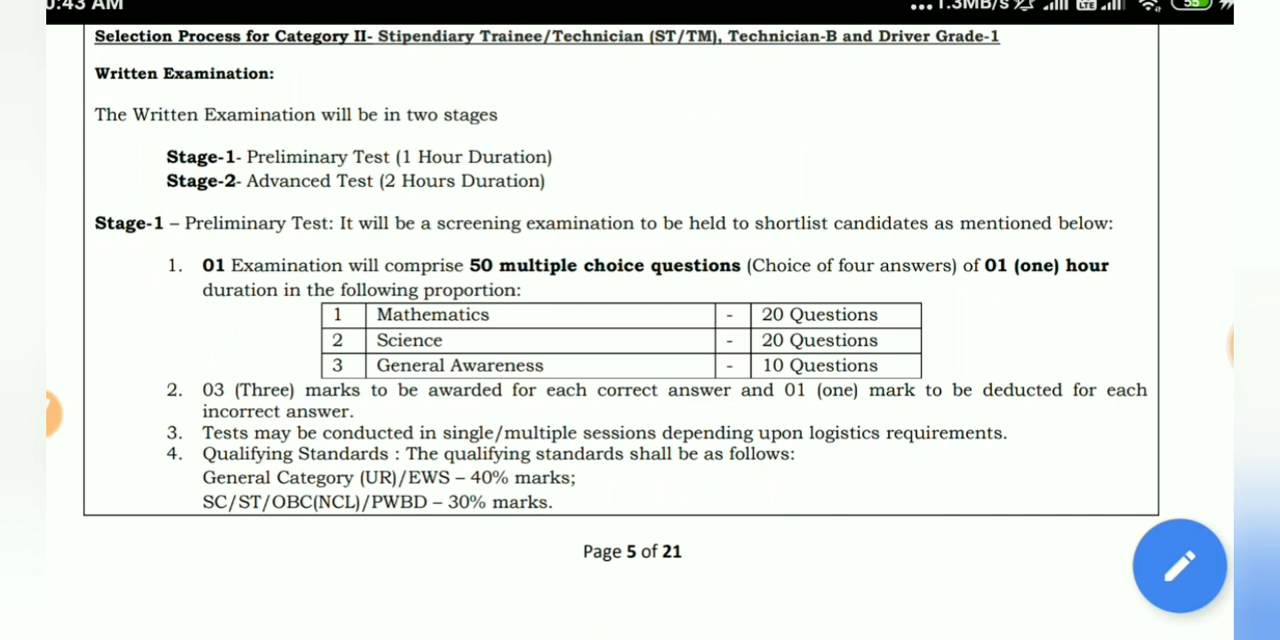 0:43 AM ... 1.3MB/s LTE 55
Selection Process for Category II- Stipendiary Trainee/Technician (ST/TM), Technician-B and Driver Grade-1
Written Examination:
The Written Examination will be in two stages
Stage-1- Preliminary Test (1 Hour Duration)
Stage-2- Advanced Test (2 Hours Duration)
Stage-1 – Preliminary Test: It will be a screening examination to be held to shortlist candidates as mentioned below:
1. 01 Examination will comprise 50 multiple choice questions (Choice of four answers) of 01 (one) hour
duration in the following proportion:
1 Mathematics - 20 Questions
2 Science - 20 Questions
3 General Awareness - 10 Questions
2. 03 (Three) marks to be awarded for each correct answer and 01 (one) mark to be deducted for each
incorrect answer.
3. Tests may be conducted in single/multiple sessions depending upon logistics requirements.
4. Qualifying Standards : The qualifying standards shall be as follows:
General Category (UR)/EWS – 40% marks;
SC/ST/OBC(NCL)/PWBD – 30% marks.
Page 5 of 21